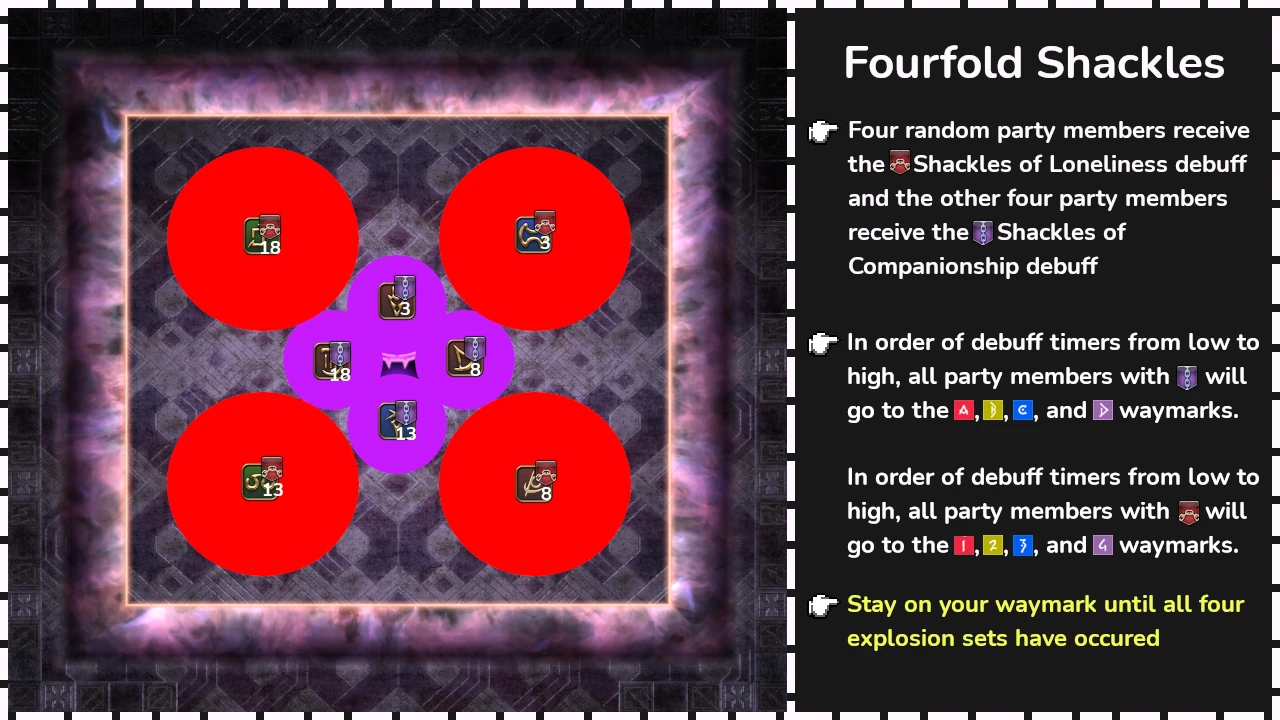 Fourfold Shackles
Four random party members receive
the Shackles of Loneliness debuff
and the other four party members
receive the Shackles of
Companionship debuff
In order of debuff timers from low to
high, all party members with will
go to the A, B, C, and D waymarks.
In order of debuff timers from low to
high, all party members with will
go to the 1, 2, 3, and 4 waymarks.
Stay on your waymark until all four
explosion sets have occured
18
3
3
18
8
13
13
8